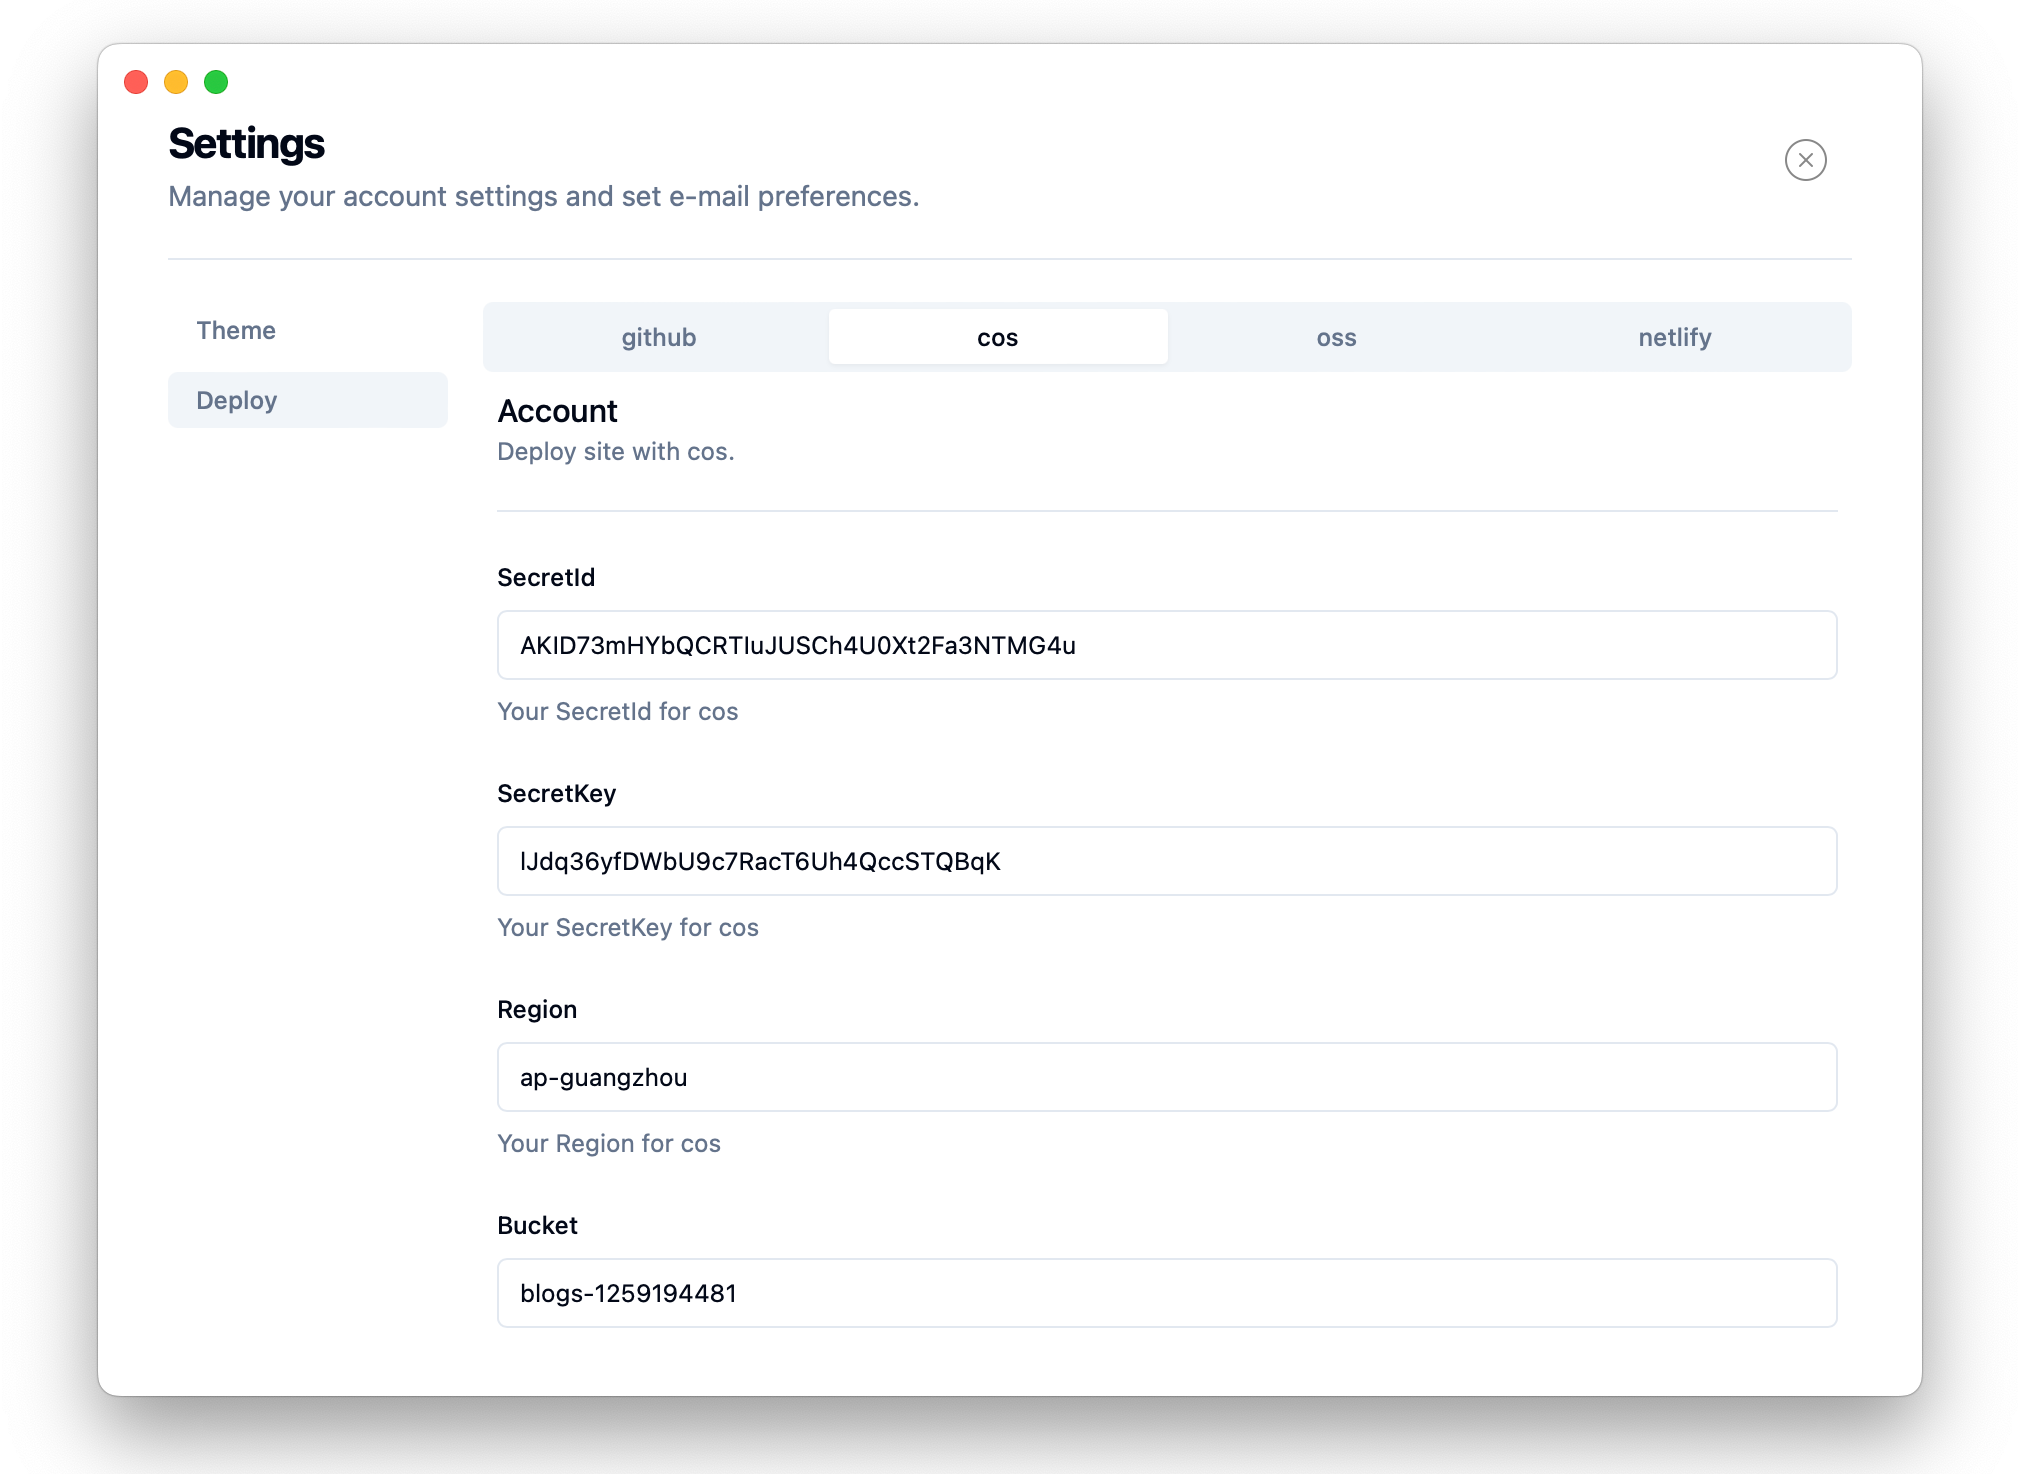 Settings
Manage your account settings and set e-mail preferences.
Theme
Deploy
github
cos
oss
netlify
Account
Deploy site with cos.
SecretId
AKID73mHYbQCRTIuJUSCh4U0Xt2Fa3NTMG4u
Your SecretId for cos
SecretKey
lJdq36yfDWbU9c7RacT6Uh4QccSTQBqK
Your SecretKey for cos
Region
ap-guangzhou
Your Region for cos
Bucket
blogs-1259194481